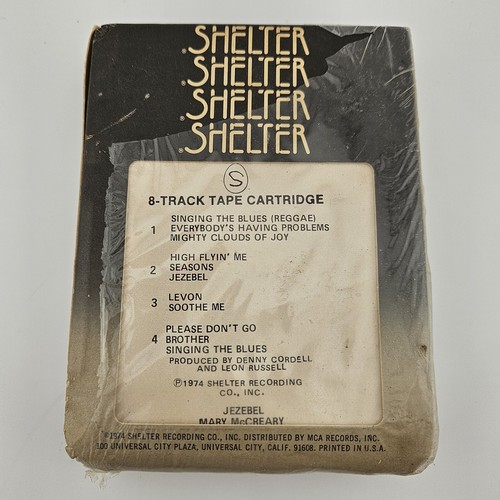 SHELTER
SHELTER
SHELTER
SHELTER
S
8-TRACK TAPE CARTRIDGE
1 SINGING THE BLUES (REGGAE)
EVERYBODY'S HAVING PROBLEMS
MIGHTY CLOUDS OF JOY
2 HIGH FLYIN' ME
SEASONS
JEZEBEL
3 LEVON
SOOTHE ME
4 PLEASE DON'T GO
BROTHER
SINGING THE BLUES
PRODUCED BY DENNY CORDELL
AND LEON RUSSELL
Ⓟ1974 SHELTER RECORDING
CO., INC.
JEZEBEL
MARY McCREARY
©1974 SHELTER RECORDING CO., INC. DISTRIBUTED BY MCA RECORDS, INC.
100 UNIVERSAL CITY PLAZA, UNIVERSAL CITY, CALIF. 91608. PRINTED IN U.S.A.